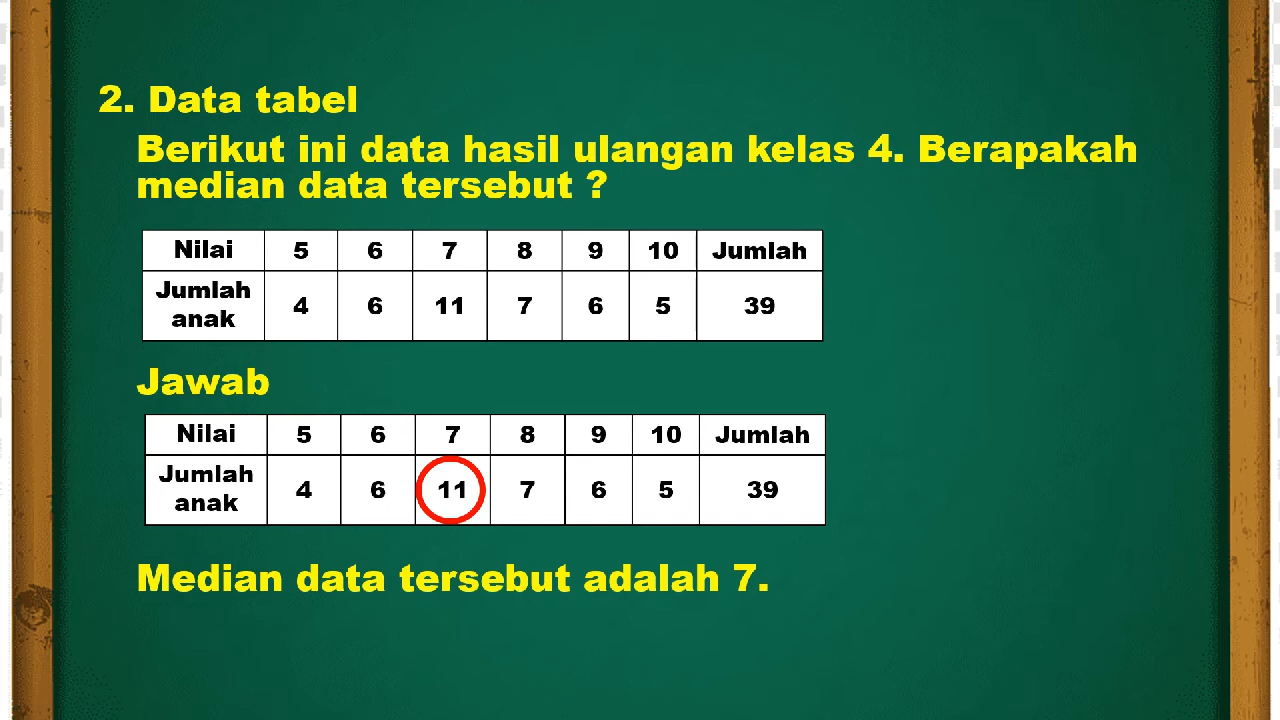 2. Data tabel
Berikut ini data hasil ulangan kelas 4. Berapakah
median data tersebut ?
Nilai 5 6 7 8 9 10 Jumlah
Jumlah anak 4 6 11 7 6 5 39
Jawab
Nilai 5 6 7 8 9 10 Jumlah
Jumlah anak 4 6 11 7 6 5 39
Median data tersebut adalah 7.